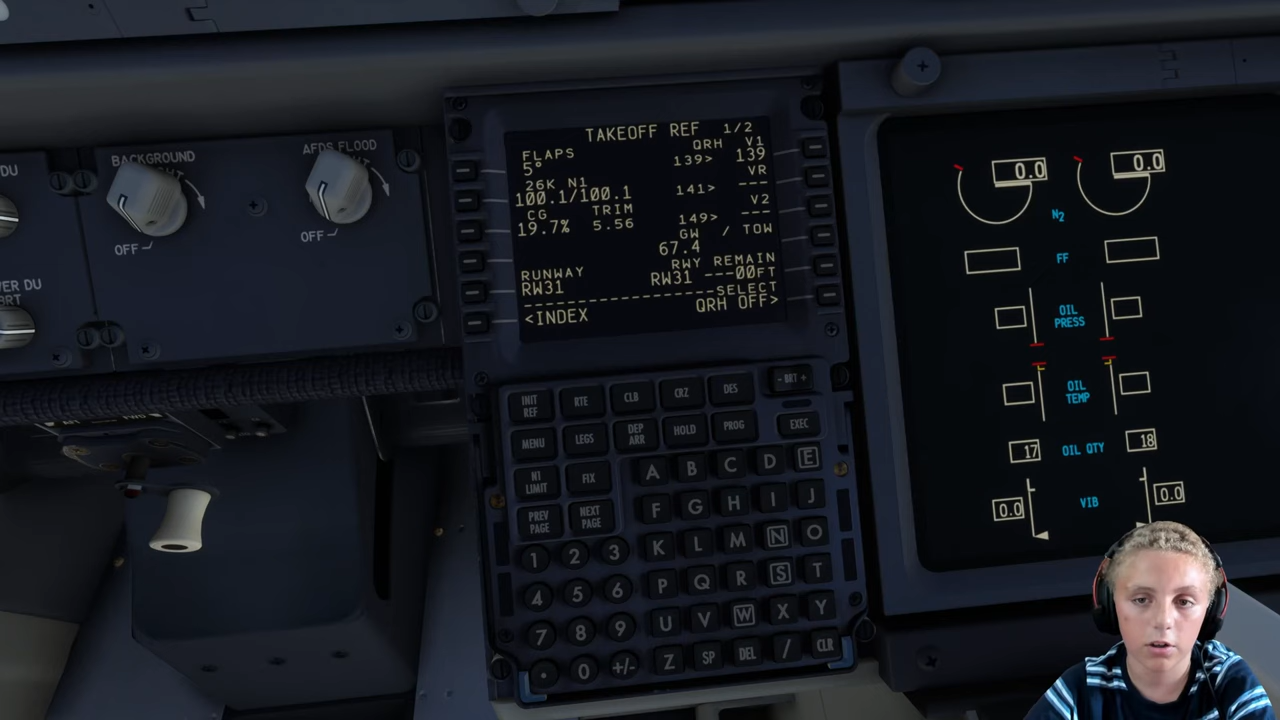 BACKGROUND
OFF
AFDS FLOOD
OFF
TAKEOFF REF 1/2
FLAPS QRH V1
5° 139> 139
26K N1 VR
100.1/100.1 141> ---
CG TRIM V2
19.7% 5.56 149> ---
GW / TOW
67.4
RUNWAY RWY REMAIN
RW31 RW31 ---00FT
----------------SELECT
<INDEX QRH OFF>
INIT REF RTE CLB CRZ DES - BRT +
MENU LEGS DEP ARR HOLD PROG EXEC
N1 LIMIT FIX A B C D E
PREV PAGE NEXT PAGE F G H I J
1 2 3 K L M N O
4 5 6 P Q R S T
7 8 9 U V W X Y
. 0 +/- Z SP DEL / CLR
0.0 0.0
N2
FF
OIL PRESS
OIL TEMP
17 OIL QTY 18
0.0 VIB 0.0